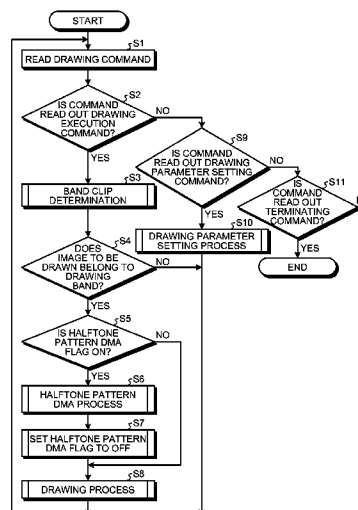 START
S1
READ DRAWING COMMAND
S2
IS COMMAND
READ OUT DRAWING
EXECUTION
COMMAND?
NO
YES
S3
BAND CLIP
DETERMINATION
S4
DOES
IMAGE TO BE
DRAWN BELONG TO
DRAWING
BAND?
NO
YES
S5
IS HALFTONE
PATTERN DMA
FLAG ON?
NO
YES
S6
HALFTONE PATTERN
DMA PROCESS
S7
SET HALFTONE PATTERN
DMA FLAG TO OFF
S8
DRAWING PROCESS
S9
IS COMMAND
READ OUT DRAWING
PARAMETER SETTING
COMMAND?
NO
YES
S10
DRAWING PARAMETER
SETTING PROCESS
S11
IS
COMMAND
READ OUT
TERMINATING
COMMAND?
YES
END